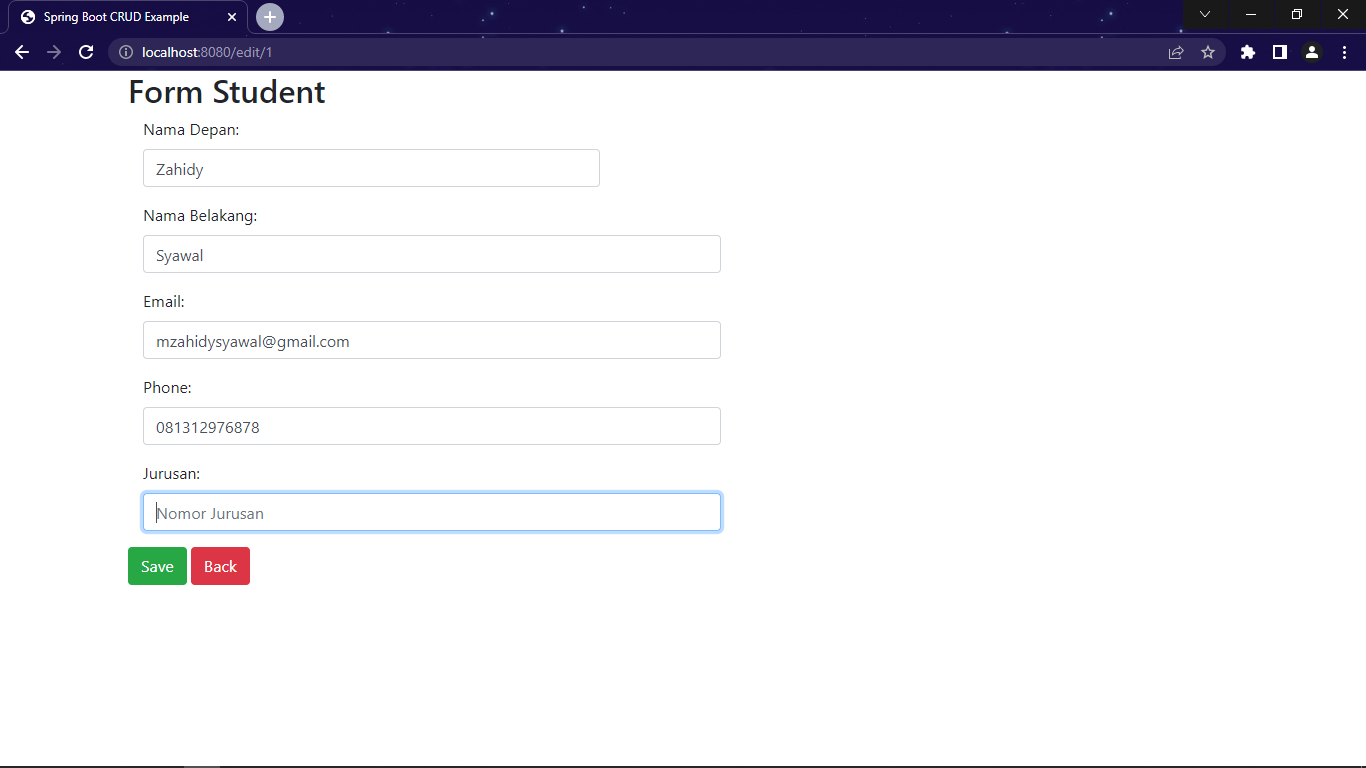 Spring Boot CRUD Example
localhost:8080/edit/1
Form Student
Nama Depan:
Zahidy
Nama Belakang:
Syawal
Email:
mzahidysyawal@gmail.com
Phone:
081312976878
Jurusan:
Nomor Jurusan
Save Back